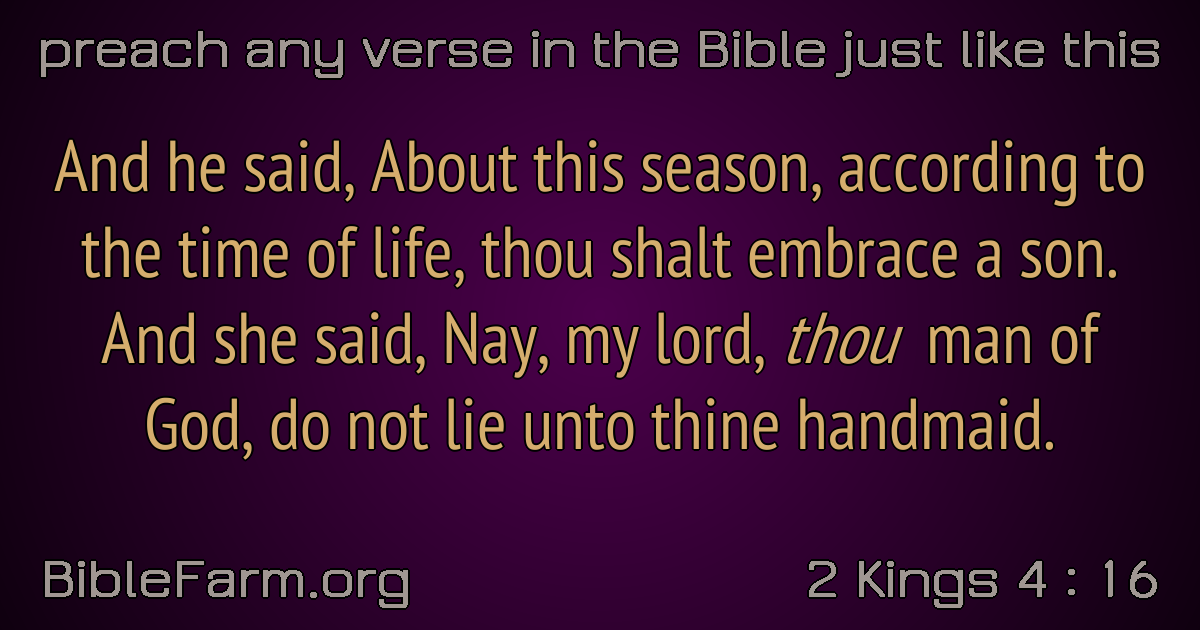 preach any verse in the Bible just like this
And he said, About this season, according to
the time of life, thou shalt embrace a son.
And she said, Nay, my lord, thou man of
God, do not lie unto thine handmaid.
BibleFarm.org
2 Kings 4 : 16